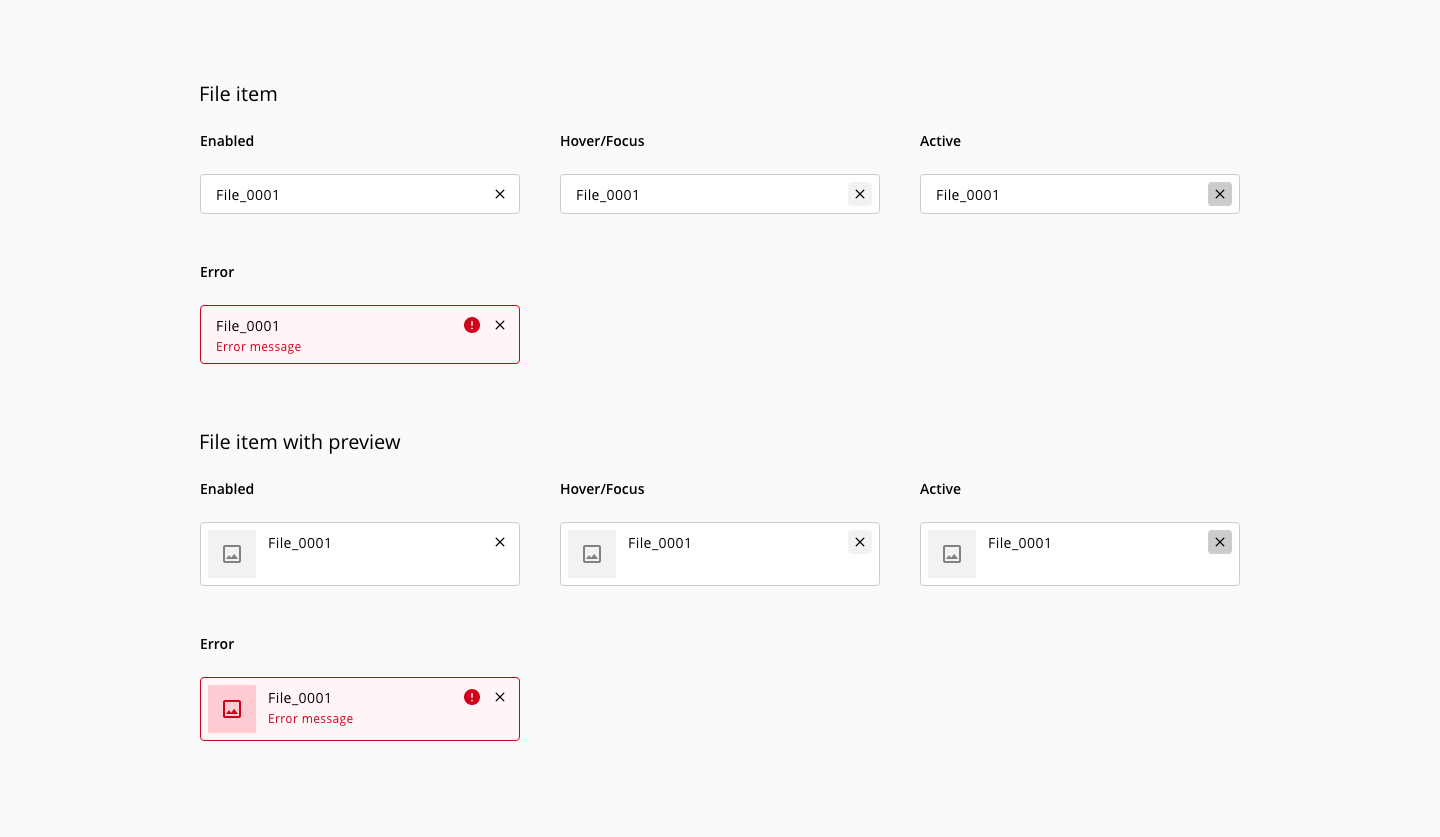 File item
Enabled
Hover/Focus
Active
File_0001
File_0001
File_0001
Error
File_0001
Error message
File item with preview
Enabled
Hover/Focus
Active
File_0001
File_0001
File_0001
Error
File_0001
Error message